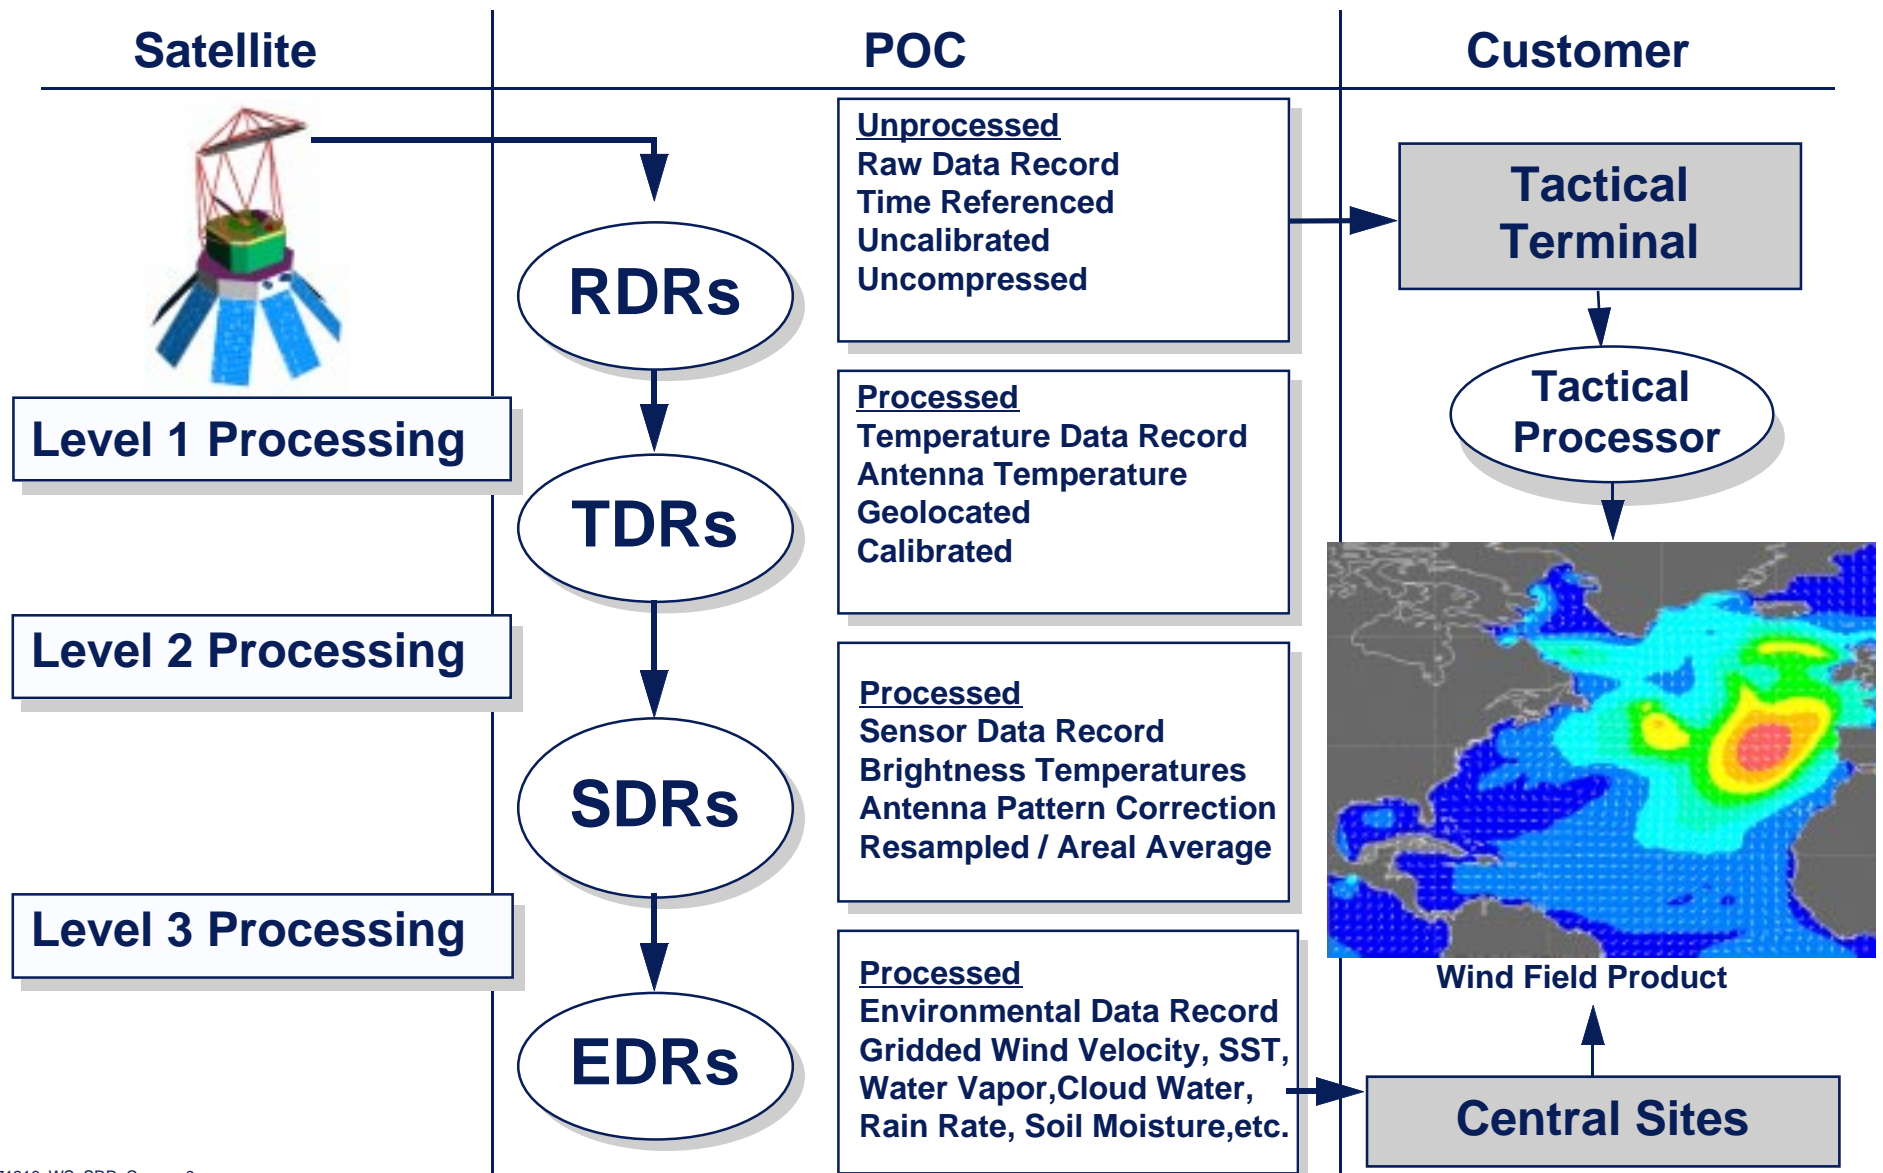 Satellite
POC
Customer
Unprocessed
Raw Data Record
Time Referenced
Uncalibrated
Uncompressed
Tactical
Terminal
RDRs
Level 1 Processing
Processed
Temperature Data Record
Antenna Temperature
Geolocated
Calibrated
Tactical
Processor
TDRs
Level 2 Processing
Processed
Sensor Data Record
Brightness Temperatures
Antenna Pattern Correction
Resampled / Areal Average
SDRs
Level 3 Processing
Processed
Environmental Data Record
Gridded Wind Velocity, SST,
Water Vapor,Cloud Water,
Rain Rate, Soil Moisture,etc.
EDRs
Wind Field Product
Central Sites